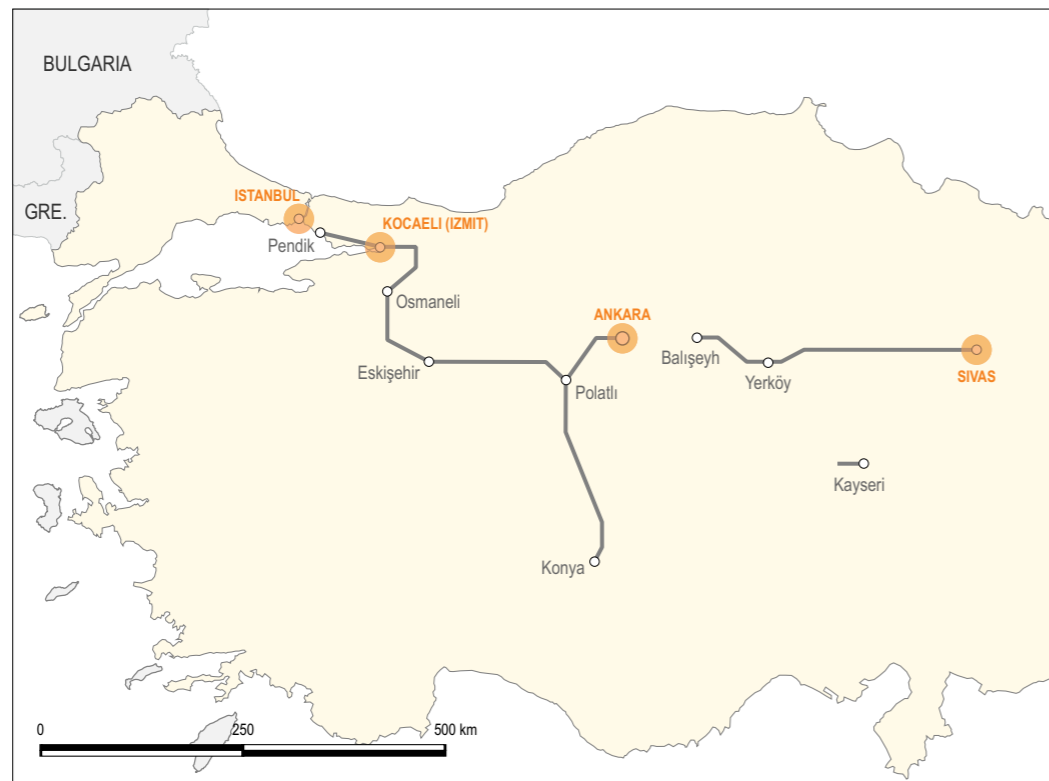 BULGARIA
GRE.
ISTANBUL
KOCAELI (IZMIT)
Pendik
Osmaneli
ANKARA
Balışeyh
Eskişehir
Yerköy
SIVAS
Polatlı
Kayseri
Konya
0 250 500 km